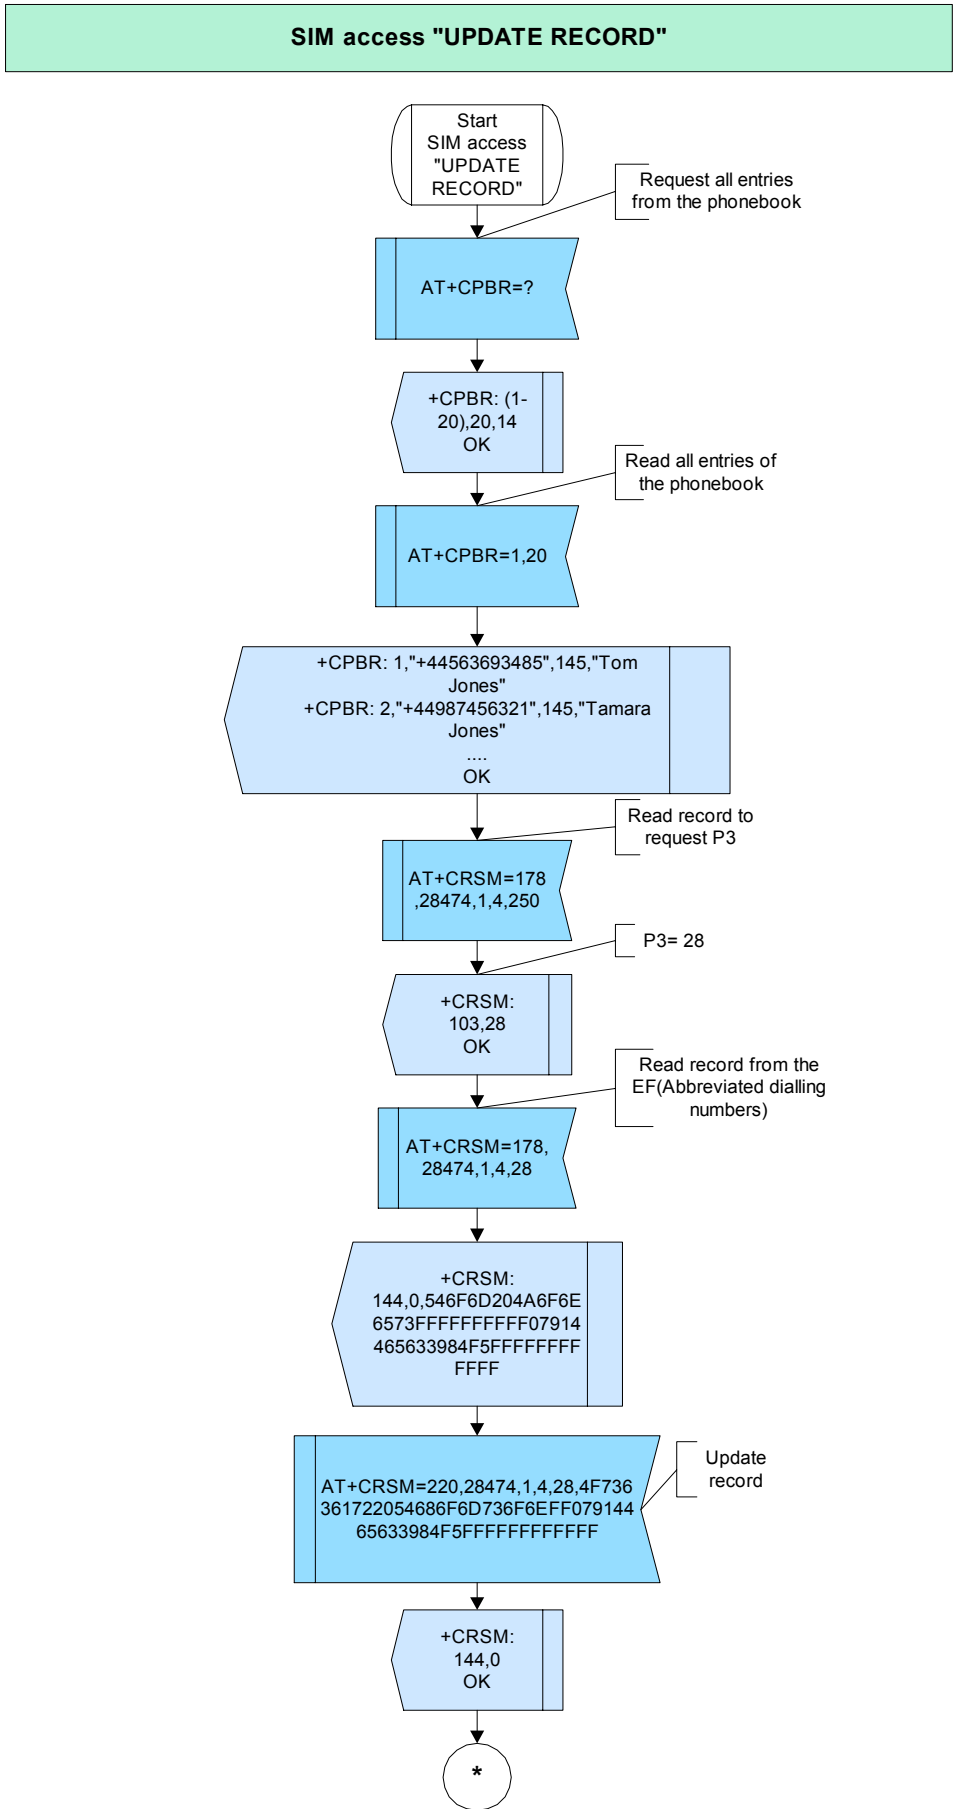 SIM access "UPDATE RECORD"
Start
SIM access
"UPDATE
RECORD"
Request all entries
from the phonebook
AT+CPBR=?
+CPBR: (1-
20),20,14
OK
Read all entries of
the phonebook
AT+CPBR=1,20
+CPBR: 1,"+44563693485",145,"Tom
Jones"
+CPBR: 2,"+44987456321",145,"Tamara
Jones"
....
OK
Read record to
request P3
AT+CRSM=178
,28474,1,4,250
P3= 28
+CRSM:
103,28
OK
Read record from the
EF(Abbreviated dialling
numbers)
AT+CRSM=178,
28474,1,4,28
+CRSM:
144,0,546F6D204A6F6E
6573FFFFFFFFFF07914
465633984F5FFFFFFFF
FFFF
Update
record
AT+CRSM=220,28474,1,4,28,4F736
361722054686F6D736F6EFF079144
65633984F5FFFFFFFFFFFF
+CRSM:
144,0
OK
*